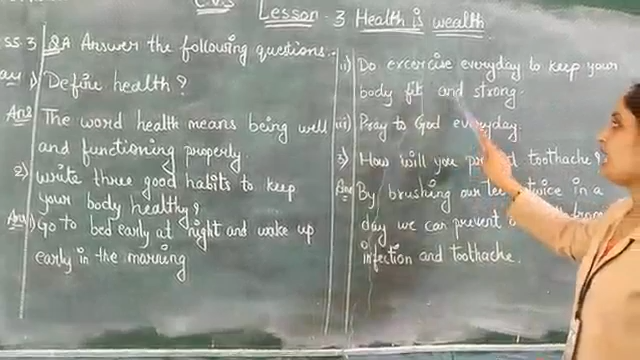 C.V.S
Lesson - 3 Health is wealth
ss. 3 Q&A Answer the following questions.
1) Define health?
Ans The word health means being well
and functioning properly.
2) write three good habits to keep
your body healthy?
Ans i) Go to bed early at night and wake up
early in the marning
ii) Do excercise everyday to keep your
body fit and strong.
iii) Pray to God everyday.
3) How will you toothache?
Ans By brushing our twice in a
day we can prevent from
infection and toothache.